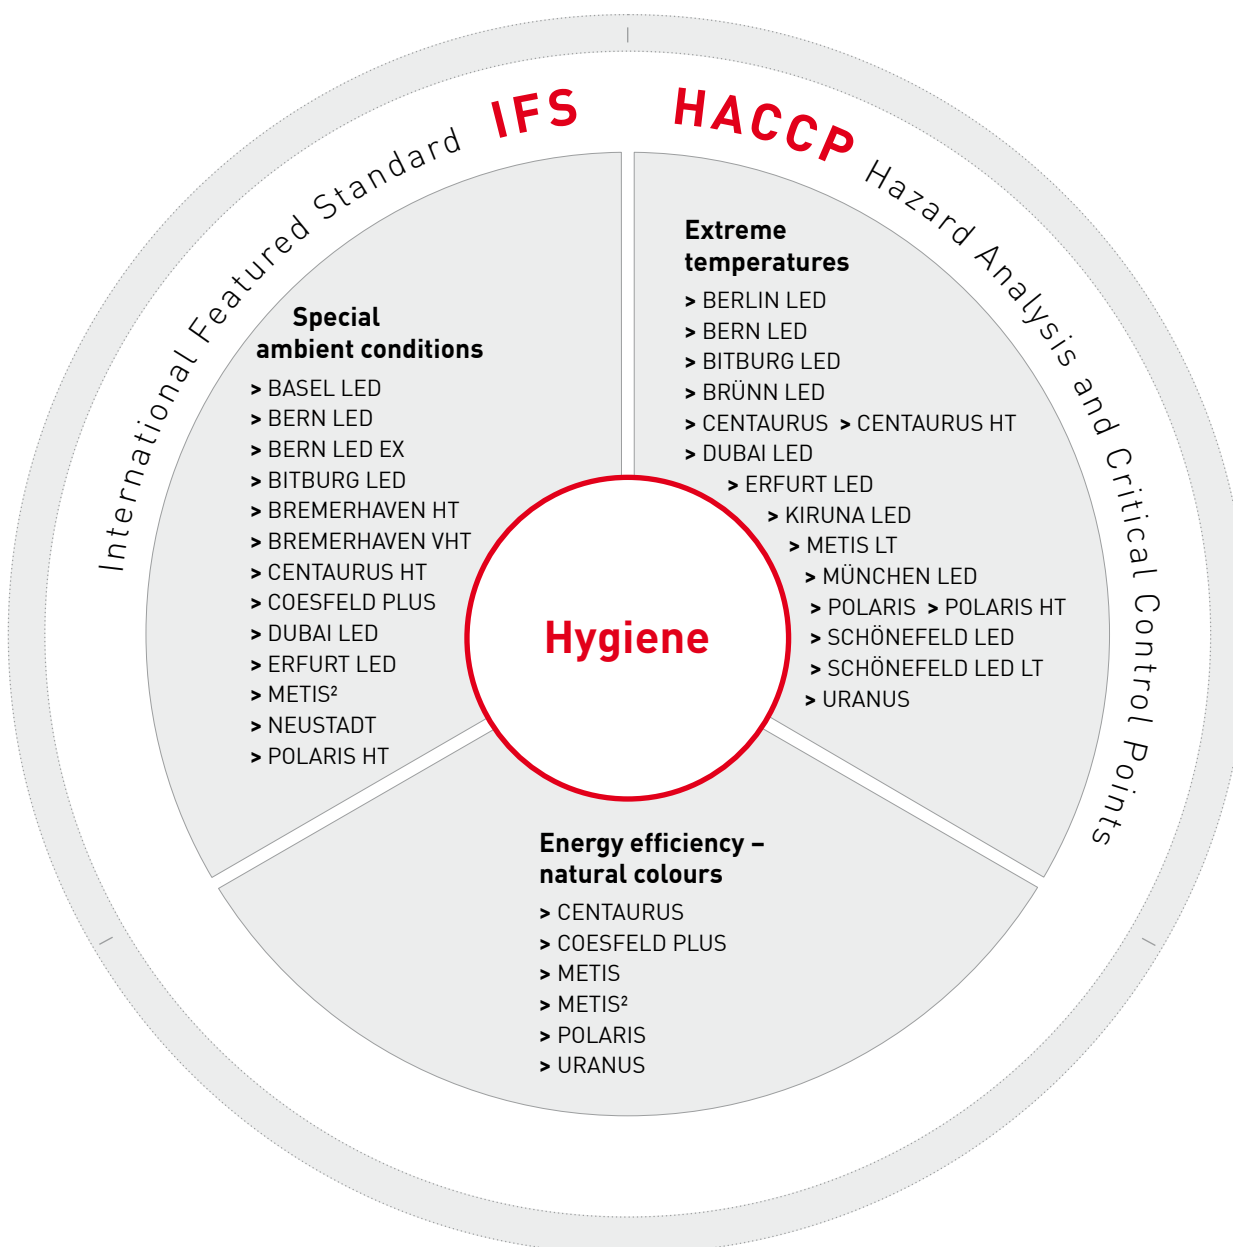 International Featured Standard IFS
HACCP Hazard Analysis and Critical Control Points
Special
ambient conditions
> BASEL LED
> BERN LED
> BERN LED EX
> BITBURG LED
> BREMERHAVEN HT
> BREMERHAVEN VHT
> CENTAURUS HT
> COESFELD PLUS
> DUBAI LED
> ERFURT LED
> METIS²
> NEUSTADT
> POLARIS HT
Extreme
temperatures
> BERLIN LED
> BERN LED
> BITBURG LED
> BRÜNN LED
> CENTAURUS > CENTAURUS HT
> DUBAI LED
> ERFURT LED
> KIRUNA LED
> METIS LT
> MÜNCHEN LED
> POLARIS > POLARIS HT
> SCHÖNEFELD LED
> SCHÖNEFELD LED LT
> URANUS
Hygiene
Energy efficiency –
natural colours
> CENTAURUS
> COESFELD PLUS
> METIS
> METIS²
> POLARIS
> URANUS